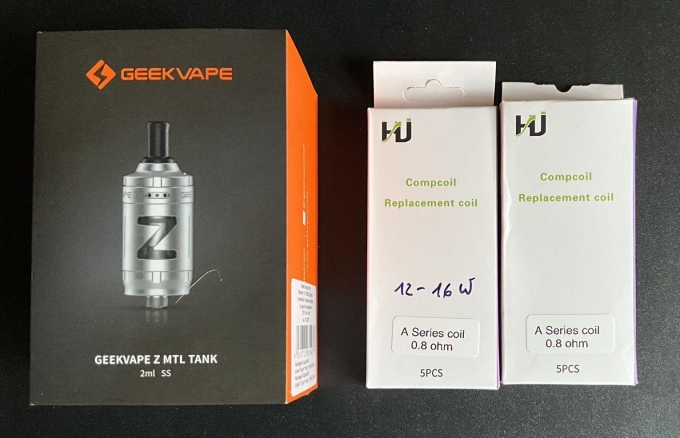 GEEKVAPE
GEEK
Z
GEEKVAPE Z MTL TANK
2ml SS
HJ
Compcoil
Replacement coil
12-16 W
A Series coil
0.8 ohm
5PCS
HJ
Compcoil
Replacement coil
A Series coil
0.8 ohm
5PCS